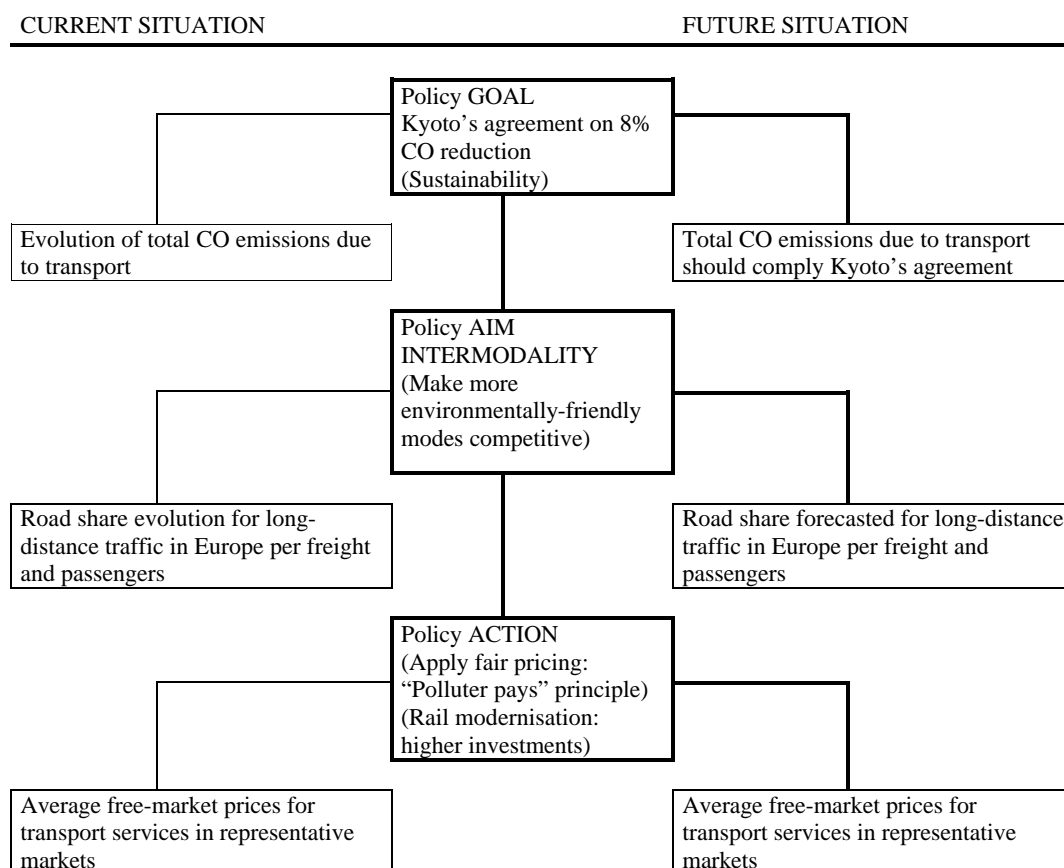 CURRENT SITUATION
FUTURE SITUATION
Policy GOAL
Kyoto’s agreement on 8%
CO reduction
(Sustainability)
Evolution of total CO emissions due
to transport
Total CO emissions due to transport
should comply Kyoto’s agreement
Policy AIM
INTERMODALITY
(Make more
environmentally-friendly
modes competitive)
Road share evolution for long-
distance traffic in Europe per freight
and passengers
Road share forecasted for long-distance
traffic in Europe per freight and
passengers
Policy ACTION
(Apply fair pricing:
“Polluter pays” principle)
(Rail modernisation:
higher investments)
Average free-market prices for
transport services in representative
markets
Average free-market prices for
transport services in representative
markets